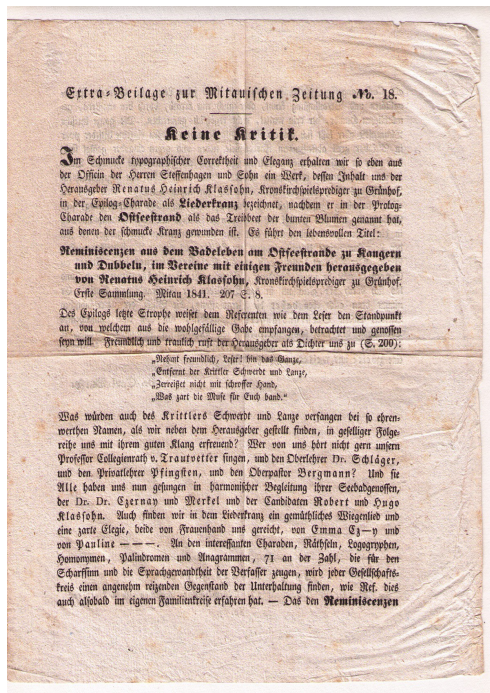 Extra-Beilage zur Mitauischen Zeitung No. 18.
Keine Kritik.
Im Schmucke typographischer Correktheit und Eleganz erhalten wir so eben aus
der Officin der Herren Steffenhagen und Sohn ein Werk, dessen Inhalt uns der
Herausgeber Renatus Heinrich Klassohn, Kronskirchspielsprediger zu Grünhof,
in der Epilog-Charade als Liederkranz bezeichnet, nachdem er in der Prolog-
Charade den Ostseestrand als das Treibbeet der bunten Blumen genannt hat,
aus denen der schmucke Kranz gewunden ist. Es führt den lebensvollen Titel:
Reminiscenzen aus dem Badeleben am Ostseestrande zu Kaugern
und Dubbeln, im Vereine mit einigen Freunden herausgegeben
von Renatus Heinrich Klassohn, Kronskirchspielsprediger zu Grünhof.
Erste Sammlung. Mitau 1841. 207 S. 8.
Des Epilogs letzte Strophe weiset dem Referenten wie dem Leser den Standpunkt
an, von welchem aus die wohlgefällige Gabe empfangen, betrachtet und genossen
seyn will. Freundlich und traulich ruft der Herausgeber als Dichter uns zu (S. 200):
„Nehmt freundlich, Leser! hin das Ganze,
„Entfernt der Krittler Schwerdt und Lanze,
„Zerreißet nicht mit schroffer Hand,
„Was zart die Muse für Euch band.“
Was würden auch des Krittlers Schwerdt und Lanze verfangen bei so ehren-
werthen Namen, als wir neben dem Herausgeber gestellt finden, in geselliger Folge-
reihe uns mit ihrem guten Klang erfreuend? Wer von uns hört nicht gern unsern
Professor Collegienrath v. Trautvetter singen, und den Oberlehrer Dr. Schläger,
und den Privatlehrer Pfingsten, und den Oberpastor Bergmann? Und sie
Alle haben uns nun gesungen in harmonischer Begleitung ihrer Seebadgenossen,
der Dr. Dr. Czernay und Merkel und der Candidaten Robert und Hugo
Klassohn. Auch finden wir in dem Liederkranz ein gemüthliches Wiegenlied und
eine zarte Elegie, beide von Frauenhand uns gereicht, von Emma Cz—y und
von Pauline — — —. An den interessanten Charaden, Räthseln, Logogryphen,
Homonymen, Palindromen und Anagrammen, 71 an der Zahl, die für den
Scharfsinn und die Sprachgewandtheit der Verfasser zeugen, wird jeder Gesellschafts-
kreis einen angenehm reizenden Gegenstand der Unterhaltung finden, wie Ref. dies
auch alsobald im eigenen Familienkreise erfahren hat. — Das den Reminiscenzen